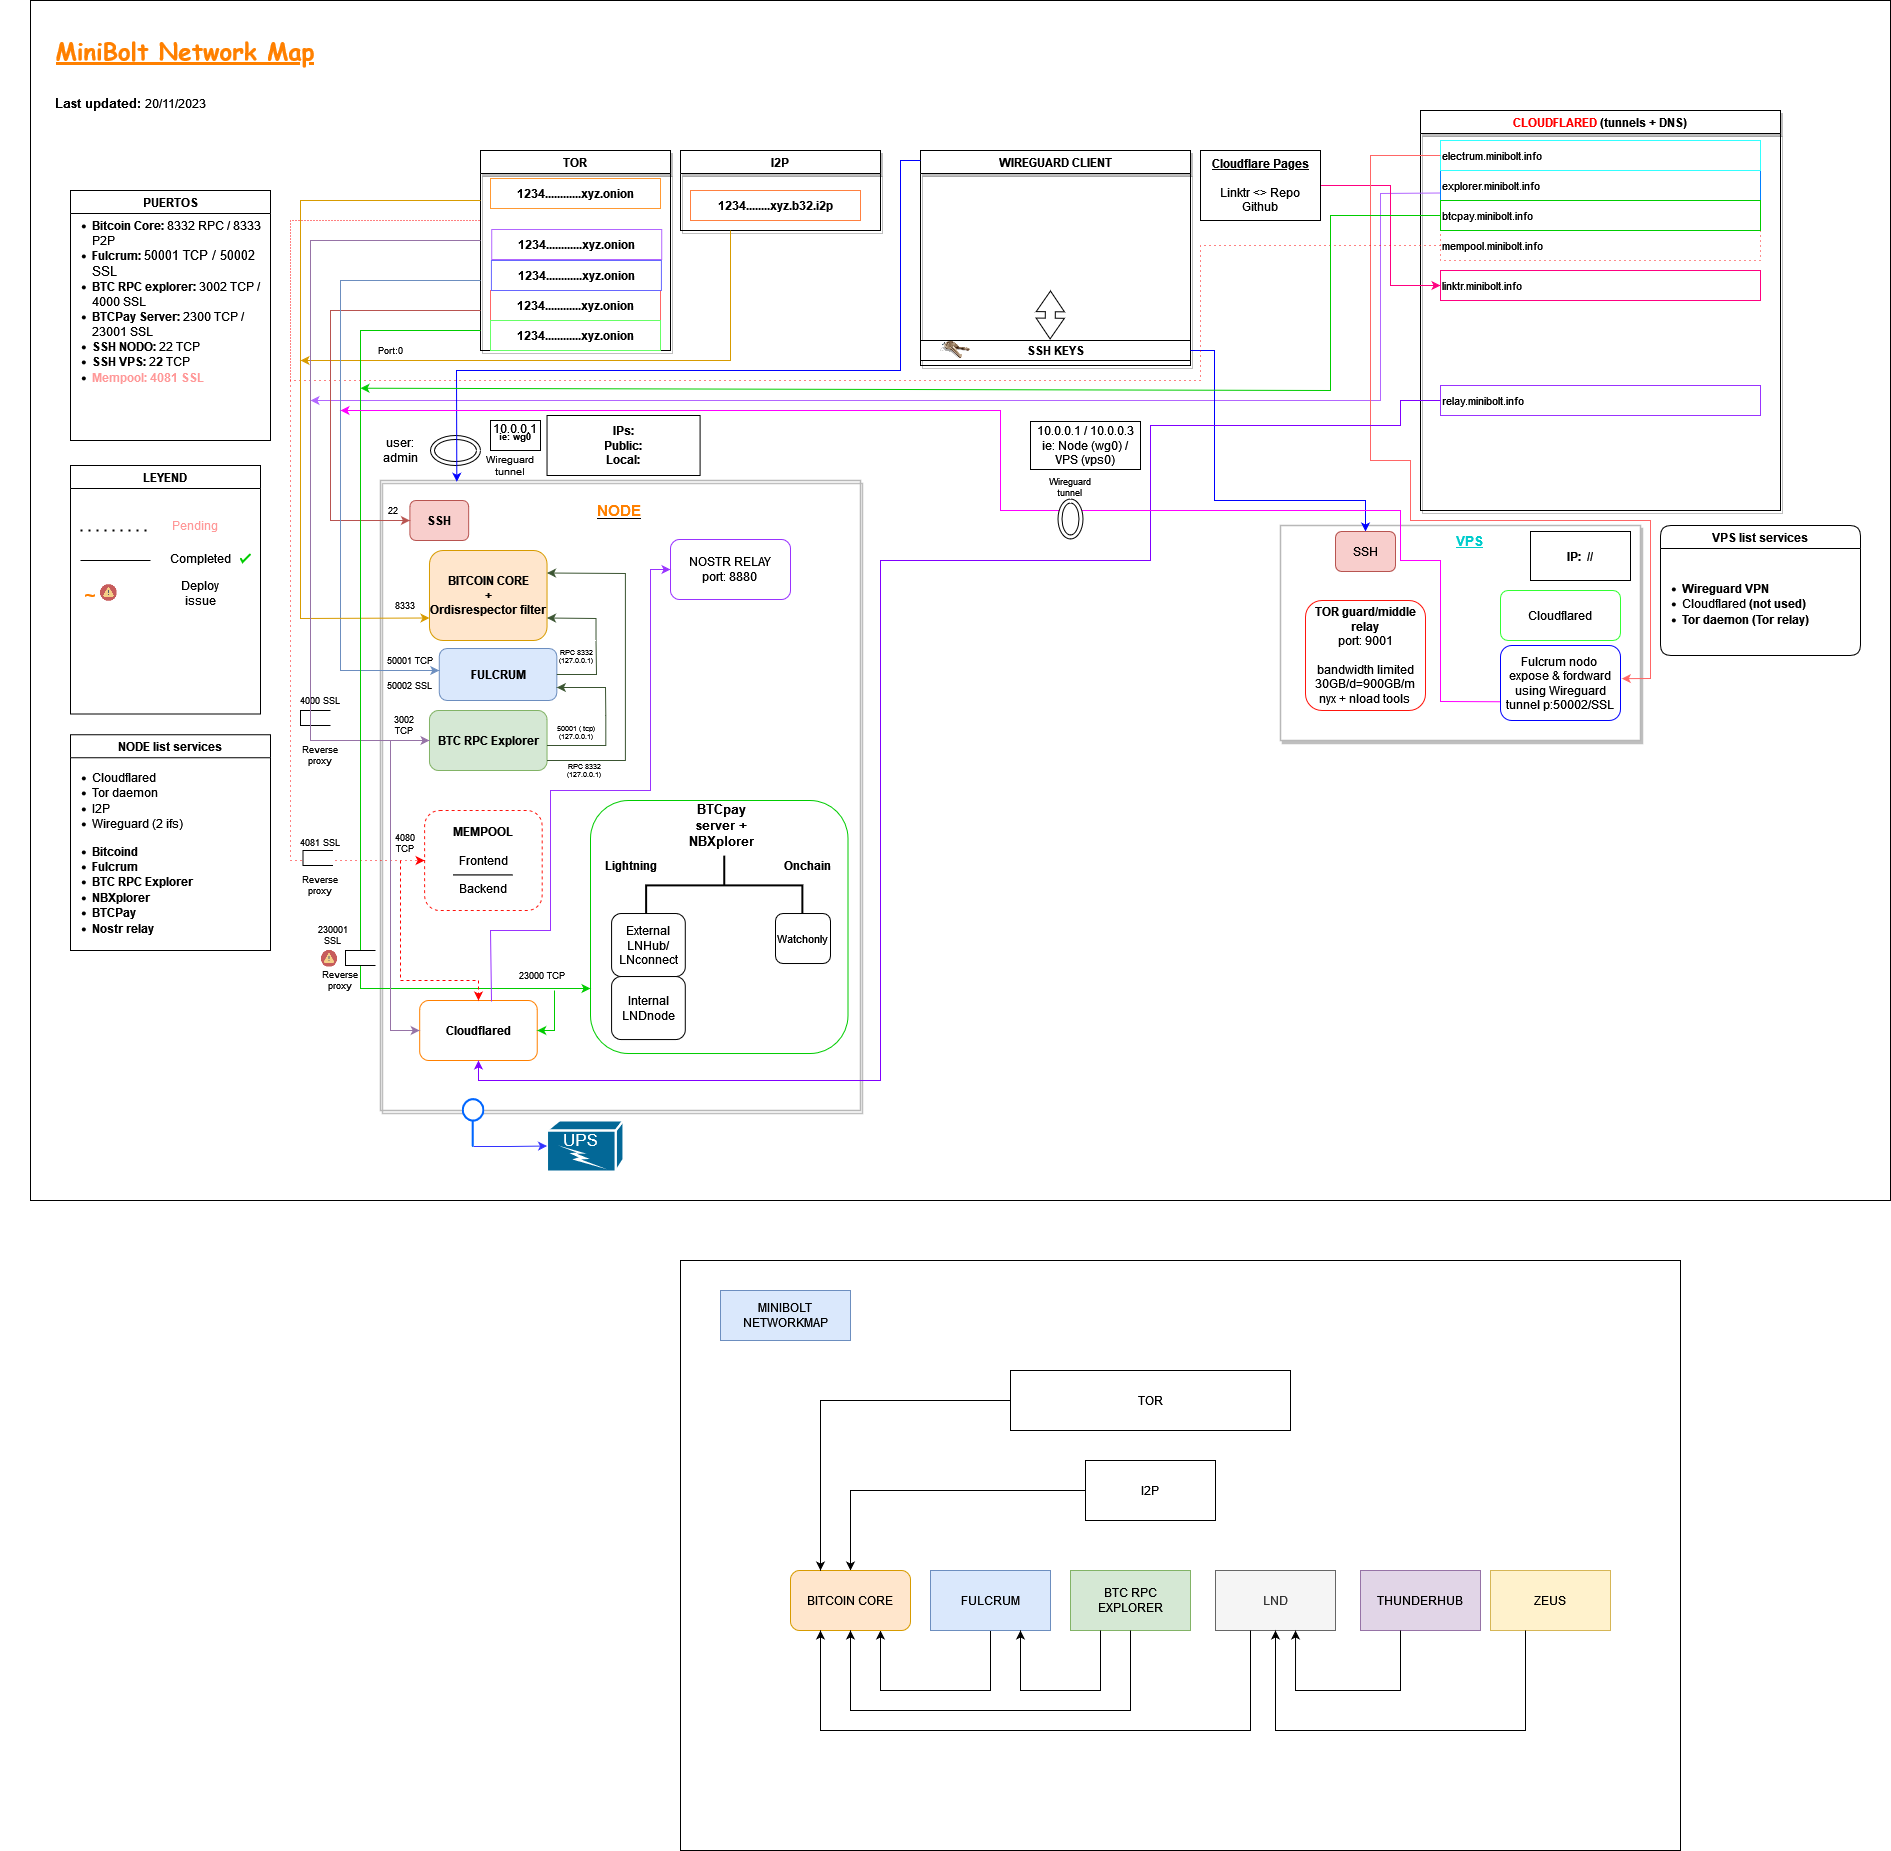 MiniBolt Network Map
Last updated: 20/11/2023
PUERTOS
Bitcoin Core: 8332 RPC / 8333
P2P
Fulcrum: 50001 TCP / 50002
SSL
BTC RPC explorer: 3002 TCP /
4000 SSL
BTCPay Server: 2300 TCP /
23001 SSL
SSH NODO: 22 TCP
SSH VPS: 22 TCP
Mempool: 4081 SSL
LEYEND
Pending
Completed
~
Deploy
issue
NODE list services
Cloudflared
Tor daemon
I2P
Wireguard (2 ifs)
Bitcoind
Fulcrum
BTC RPC Explorer
NBXplorer
BTCPay
Nostr relay
TOR
1234............xyz.onion
1234............xyz.onion
1234............xyz.onion
1234............xyz.onion
1234............xyz.onion
I2P
1234........xyz.b32.i2p
WIREGUARD CLIENT
SSH KEYS
Cloudflare Pages
Linktr <> Repo
Github
CLOUDFLARED (tunnels + DNS)
electrum.minibolt.info
explorer.minibolt.info
btcpay.minibolt.info
mempool.minibolt.info
linktr.minibolt.info
relay.minibolt.info
Port:0
user:
admin
10.0.0.1
ie: wg0
Wireguard
tunnel
IPs:
Public:
Local:
10.0.0.1 / 10.0.0.3
ie: Node (wg0) /
VPS (vps0)
Wireguard
tunnel
NODE
22
SSH
NOSTR RELAY
port: 8880
8333
BITCOIN CORE
+
Ordisrespector filter
RPC 8332
(127.0.0.1)
50001 TCP
50002 SSL
FULCRUM
4000 SSL
Reverse
proxy
3002
TCP
BTC RPC Explorer
50001 ( tcp)
(127.0.0.1)
RPC 8332
(127.0.0.1)
4081 SSL
Reverse
proxy
4080
TCP
MEMPOOL
Frontend
Backend
BTCpay
server +
NBXplorer
Lightning
Onchain
External
LNHub/
LNconnect
Internal
LNDnode
Watchonly
230001
SSL
Reverse
proxy
23000 TCP
Cloudflared
UPS
VPS
SSH
IP: //
TOR guard/middle
relay
port: 9001
bandwidth limited
30GB/d=900GB/m
nyx + nload tools
Cloudflared
Fulcrum nodo
expose & fordward
using Wireguard
tunnel p:50002/SSL
VPS list services
Wireguard VPN
Cloudflared (not used)
Tor daemon (Tor relay)
MINIBOLT
NETWORKMAP
TOR
I2P
BITCOIN CORE
FULCRUM
BTC RPC
EXPLORER
LND
THUNDERHUB
ZEUS